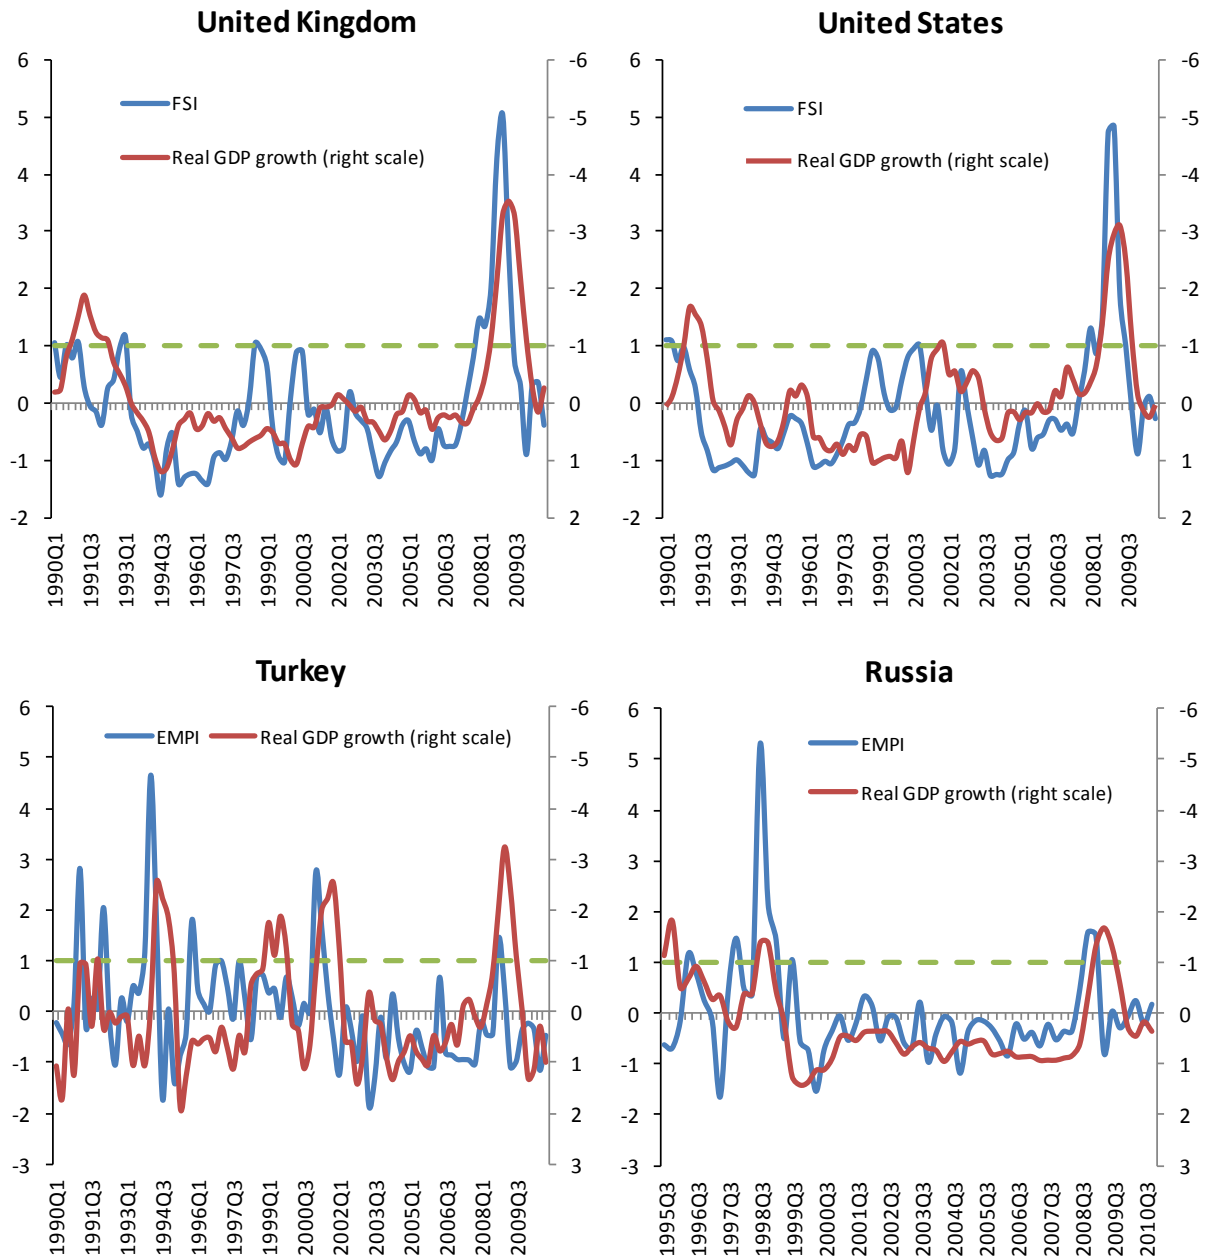 United Kingdom
6
5
4
3
2
1
0
-1
-2
-6
-5
-4
-3
-2
-1
0
1
2
FSI
Real GDP growth (right scale)
1990Q1
1991Q3
1993Q1
1994Q3
1996Q1
1997Q3
1999Q1
2000Q3
2002Q1
2003Q3
2005Q1
2006Q3
2008Q1
2009Q3
United States
6
5
4
3
2
1
0
-1
-2
-6
-5
-4
-3
-2
-1
0
1
2
FSI
Real GDP growth (right scale)
1990Q1
1991Q3
1993Q1
1994Q3
1996Q1
1997Q3
1999Q1
2000Q3
2002Q1
2003Q3
2005Q1
2006Q3
2008Q1
2009Q3
Turkey
6
5
4
3
2
1
0
-1
-2
-3
-6
-5
-4
-3
-2
-1
0
1
2
3
EMPI Real GDP growth (right scale)
1990Q1
1991Q3
1993Q1
1994Q3
1996Q1
1997Q3
1999Q1
2000Q3
2002Q1
2003Q3
2005Q1
2006Q3
2008Q1
2009Q3
Russia
6
5
4
3
2
1
0
-1
-2
-3
-6
-5
-4
-3
-2
-1
0
1
2
3
EMPI
Real GDP growth (right scale)
1995Q3
1996Q3
1997Q3
1998Q3
1999Q3
2000Q3
2001Q3
2002Q3
2003Q3
2004Q3
2005Q3
2006Q3
2007Q3
2008Q3
2009Q3
2010Q3